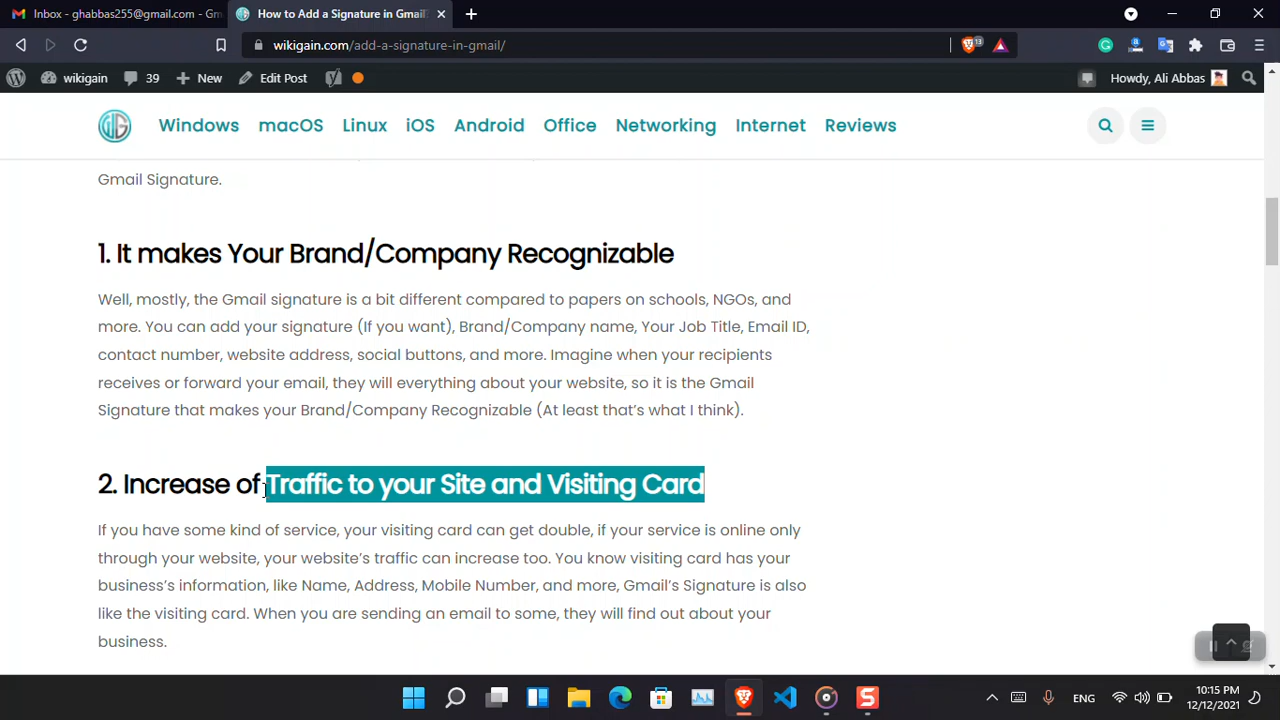 Inbox - ghabbas255@gmail.com - Gm
How to Add a Signature in Gmail?
wikigain.com/add-a-signature-in-gmail/
13
wikigain
39
New
Edit Post
Howdy, Ali Abbas
Windows
macOS
Linux
iOS
Android
Office
Networking
Internet
Reviews
Gmail Signature.
1. It makes Your Brand/Company Recognizable
Well, mostly, the Gmail signature is a bit different compared to papers on schools, NGOs, and
more. You can add your signature (If you want), Brand/Company name, Your Job Title, Email ID,
contact number, website address, social buttons, and more. Imagine when your recipients
receives or forward your email, they will everything about your website, so it is the Gmail
Signature that makes your Brand/Company Recognizable (At least that’s what I think).
2. Increase of Traffic to your Site and Visiting Card
If you have some kind of service, your visiting card can get double, if your service is online only
through your website, your website’s traffic can increase too. You know visiting card has your
business’s information, like Name, Address, Mobile Number, and more, Gmail’s Signature is also
like the visiting card. When you are sending an email to some, they will find out about your
business.
ENG
10:15 PM
12/12/2021